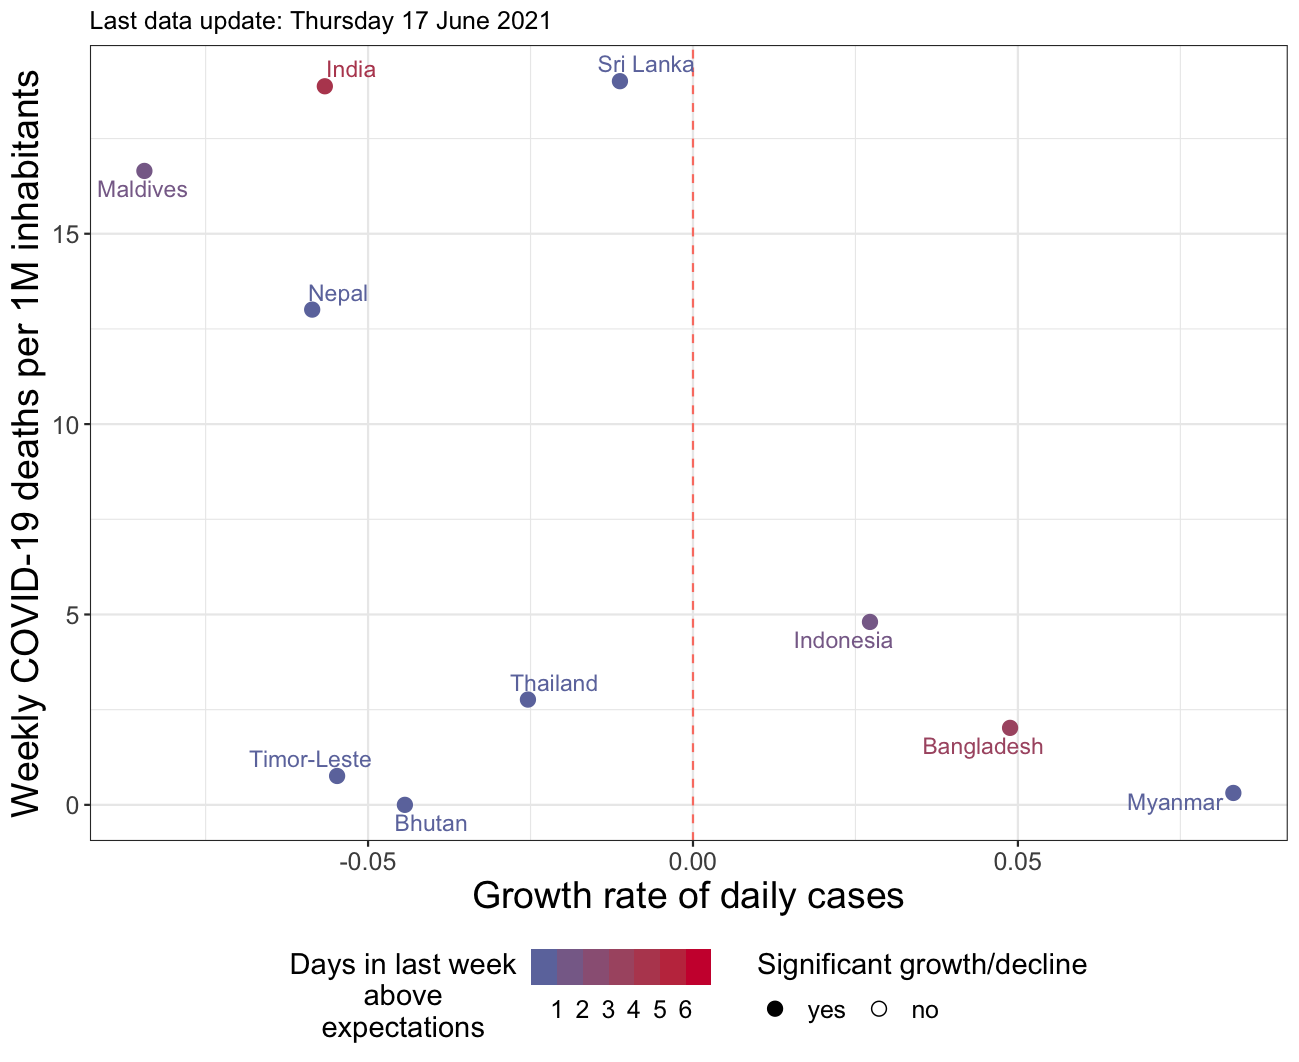 Last data update: Thursday 17 June 2021
Weekly COVID-19 deaths per 1M inhabitants
15
10
5
0
India
Sri Lanka
Maldives
Nepal
Indonesia
Thailand
Bangladesh
Timor-Leste
Myanmar
Bhutan
-0.05
0.00
0.05
Growth rate of daily cases
Days in last week
above
expectations
1 2 3 4 5 6
Significant growth/decline
yes no